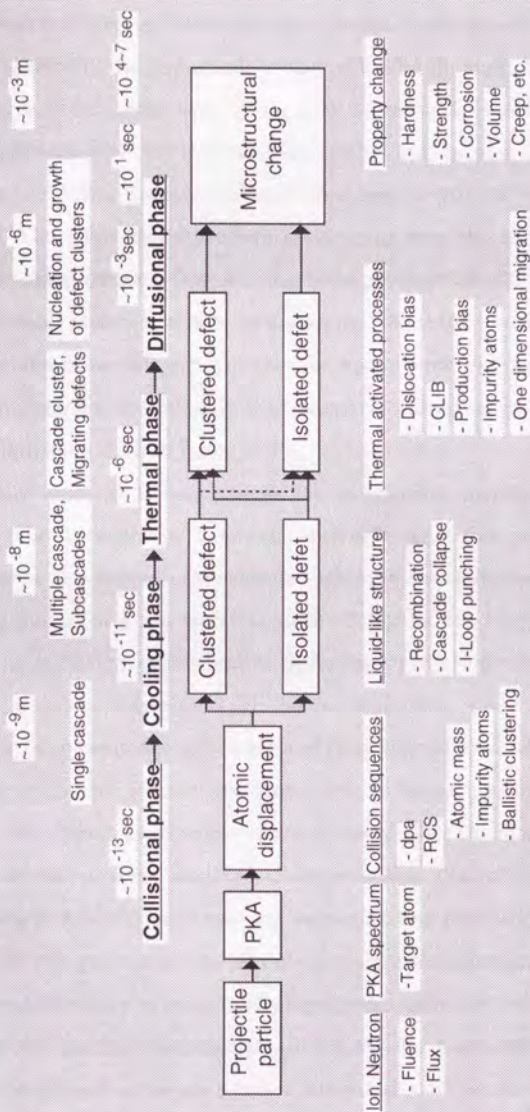 ~10-9 m ~10-8 m ~10-6 m ~10-3 m
Single cascade Multiple cascade, Cascade cluster, Nucleation and growth
Subcascades Migrating defects of defect clusters
~10 -13 sec ~10 -11 sec ~10 -6 sec ~10 -3sec ~10 1 sec ~10 4~7 sec
Collisional phase Cooling phase Thermal phase Diffusional phase
Projectile
particle
PKA
Atomic
displacement
Clustered defect
Isolated defet
Clustered defect
Isolated defet
Microstructural
change
Ion, Neutron
- Fluence
- Flux
PKA spectrum
-Target atom
Collision sequences
- dpa
- RCS
- Atomic mass
- Impurity atoms
- Ballistic clustering
Liquid-like structure
- Recombination
- Cascade collapse
- I-Loop punching
Thermal activated processes
- Dislocation bias
- CLIB
- Production bias
- Impurity atoms
- One dimensional migration
Property change
- Hardness
- Strength
- Corrosion
- Volume
- Creep, etc.